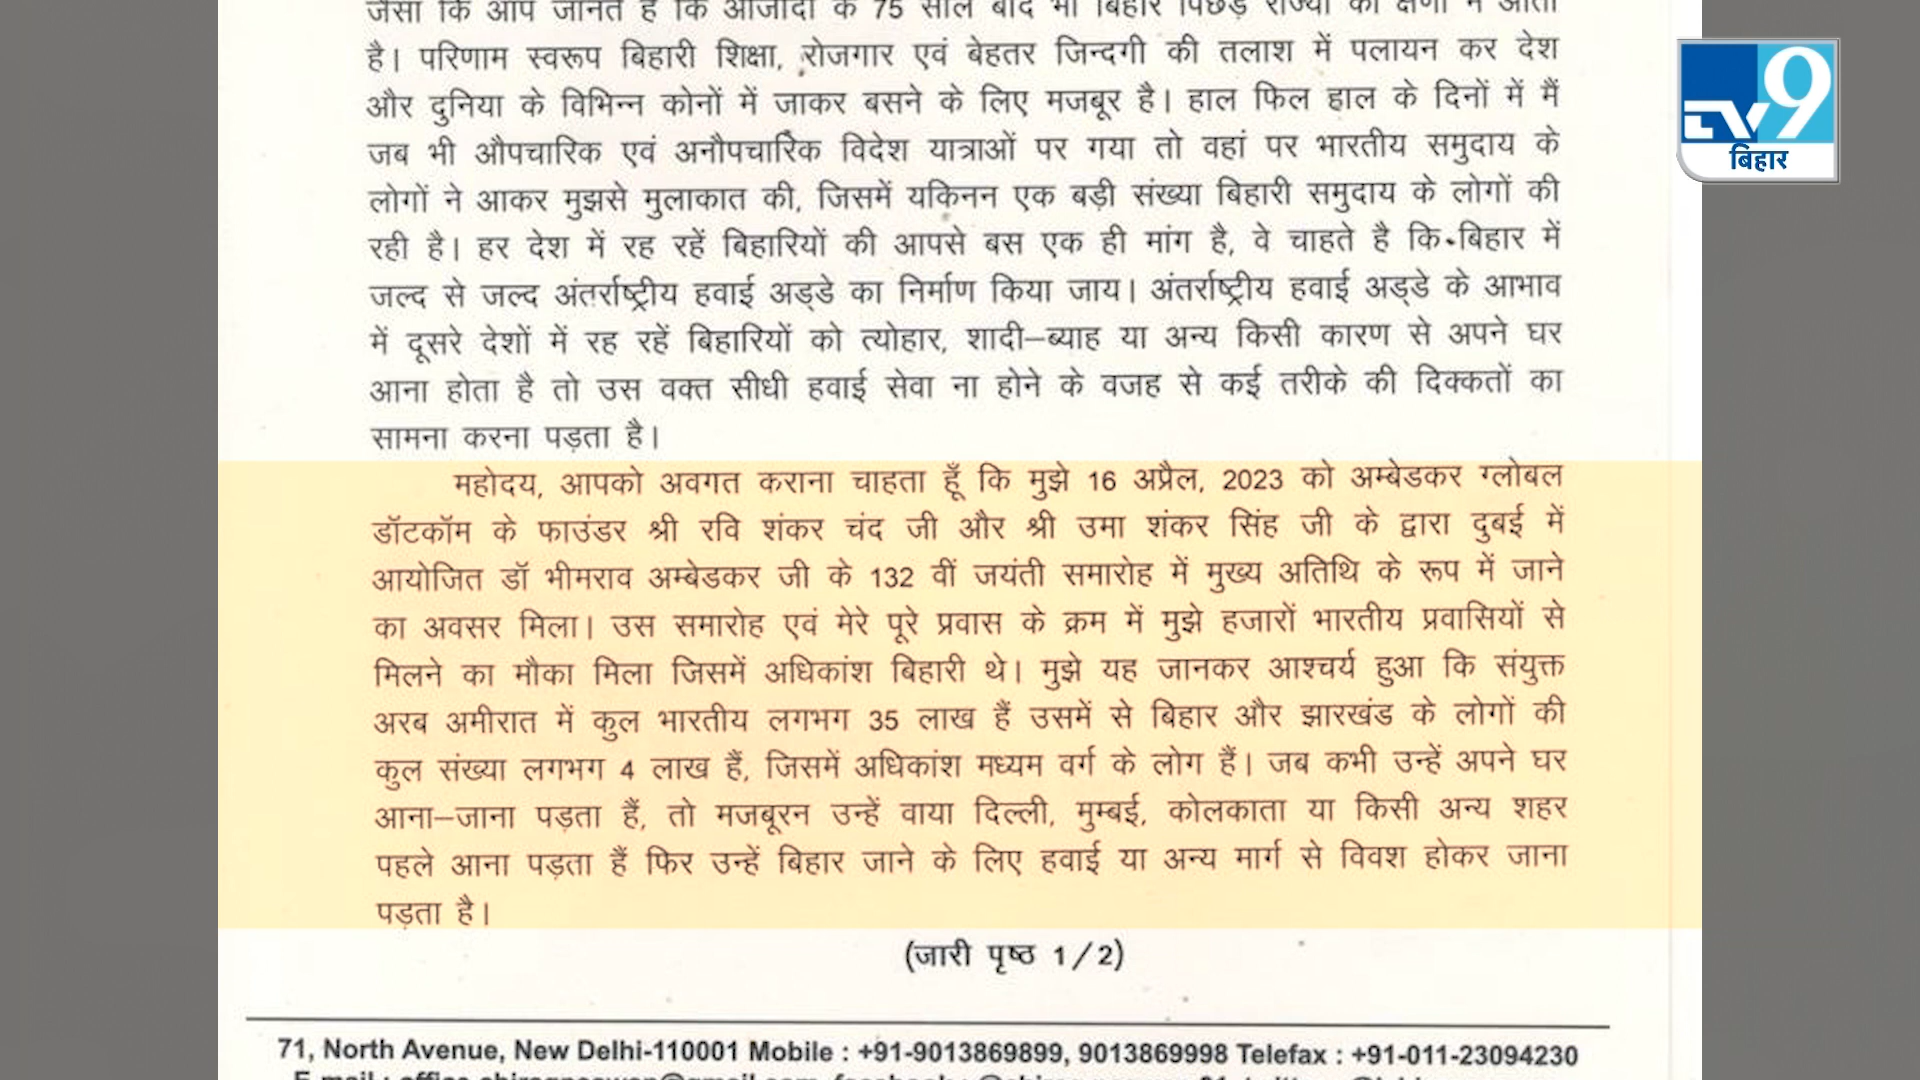 जैसा कि आप जानते है कि आजादी के 75 साल बाद भी बिहार पिछड़े राज्यों की श्रेणी में आता
है। परिणाम स्वरूप बिहारी शिक्षा, रोजगार एवं बेहतर जिन्दगी की तलाश में पलायन कर देश
और दुनिया के विभिन्न कोनों में जाकर बसने के लिए मजबूर है। हाल फिल हाल के दिनों में मैं
जब भी औपचारिक एवं अनौपचारिक विदेश यात्राओं पर गया तो वहां पर भारतीय समुदाय के
लोगों ने आकर मुझसे मुलाकात की, जिसमें यकिनन एक बड़ी संख्या बिहारी समुदाय के लोगों की
रही है। हर देश में रह रहें बिहारियों की आपसे बस एक ही मांग है, वे चाहते है कि बिहार में
जल्द से जल्द अंतर्राष्ट्रीय हवाई अड्डे का निर्माण किया जाय। अंतर्राष्ट्रीय हवाई अड्डे के आभाव
में दूसरे देशों में रह रहें बिहारियों को त्योहार, शादी–ब्याह या अन्य किसी कारण से अपने घर
आना होता है तो उस वक्त सीधी हवाई सेवा ना होने के वजह से कई तरीके की दिक्कतों का
सामना करना पड़ता है।
महोदय, आपको अवगत कराना चाहता हूँ कि मुझे 16 अप्रैल, 2023 को अम्बेडकर ग्लोबल
डॉटकॉम के फाउंडर श्री रवि शंकर चंद जी और श्री उमा शंकर सिंह जी के द्वारा दुबई में
आयोजित डॉ भीमराव अम्बेडकर जी के 132 वीं जयंती समारोह में मुख्य अतिथि के रूप में जाने
का अवसर मिला। उस समारोह एवं मेरे पूरे प्रवास के क्रम में मुझे हजारों भारतीय प्रवासियों से
मिलने का मौका मिला जिसमें अधिकांश बिहारी थे। मुझे यह जानकर आश्चर्य हुआ कि संयुक्त
अरब अमीरात में कुल भारतीय लगभग 35 लाख हैं उसमें से बिहार और झारखंड के लोगों की
कुल संख्या लगभग 4 लाख हैं, जिसमें अधिकांश मध्यम वर्ग के लोग हैं। जब कभी उन्हें अपने घर
आना–जाना पड़ता हैं, तो मजबूरन उन्हें वाया दिल्ली, मुम्बई, कोलकाता या किसी अन्य शहर
पहले आना पड़ता हैं फिर उन्हें बिहार जाने के लिए हवाई या अन्य मार्ग से विवश होकर जाना
पड़ता है।
(जारी पृष्ठ 1/2)
71, North Avenue, New Delhi-110001 Mobile : +91-9013869899, 9013869998 Telefax : +91-011-23094230
TV9
बिहार